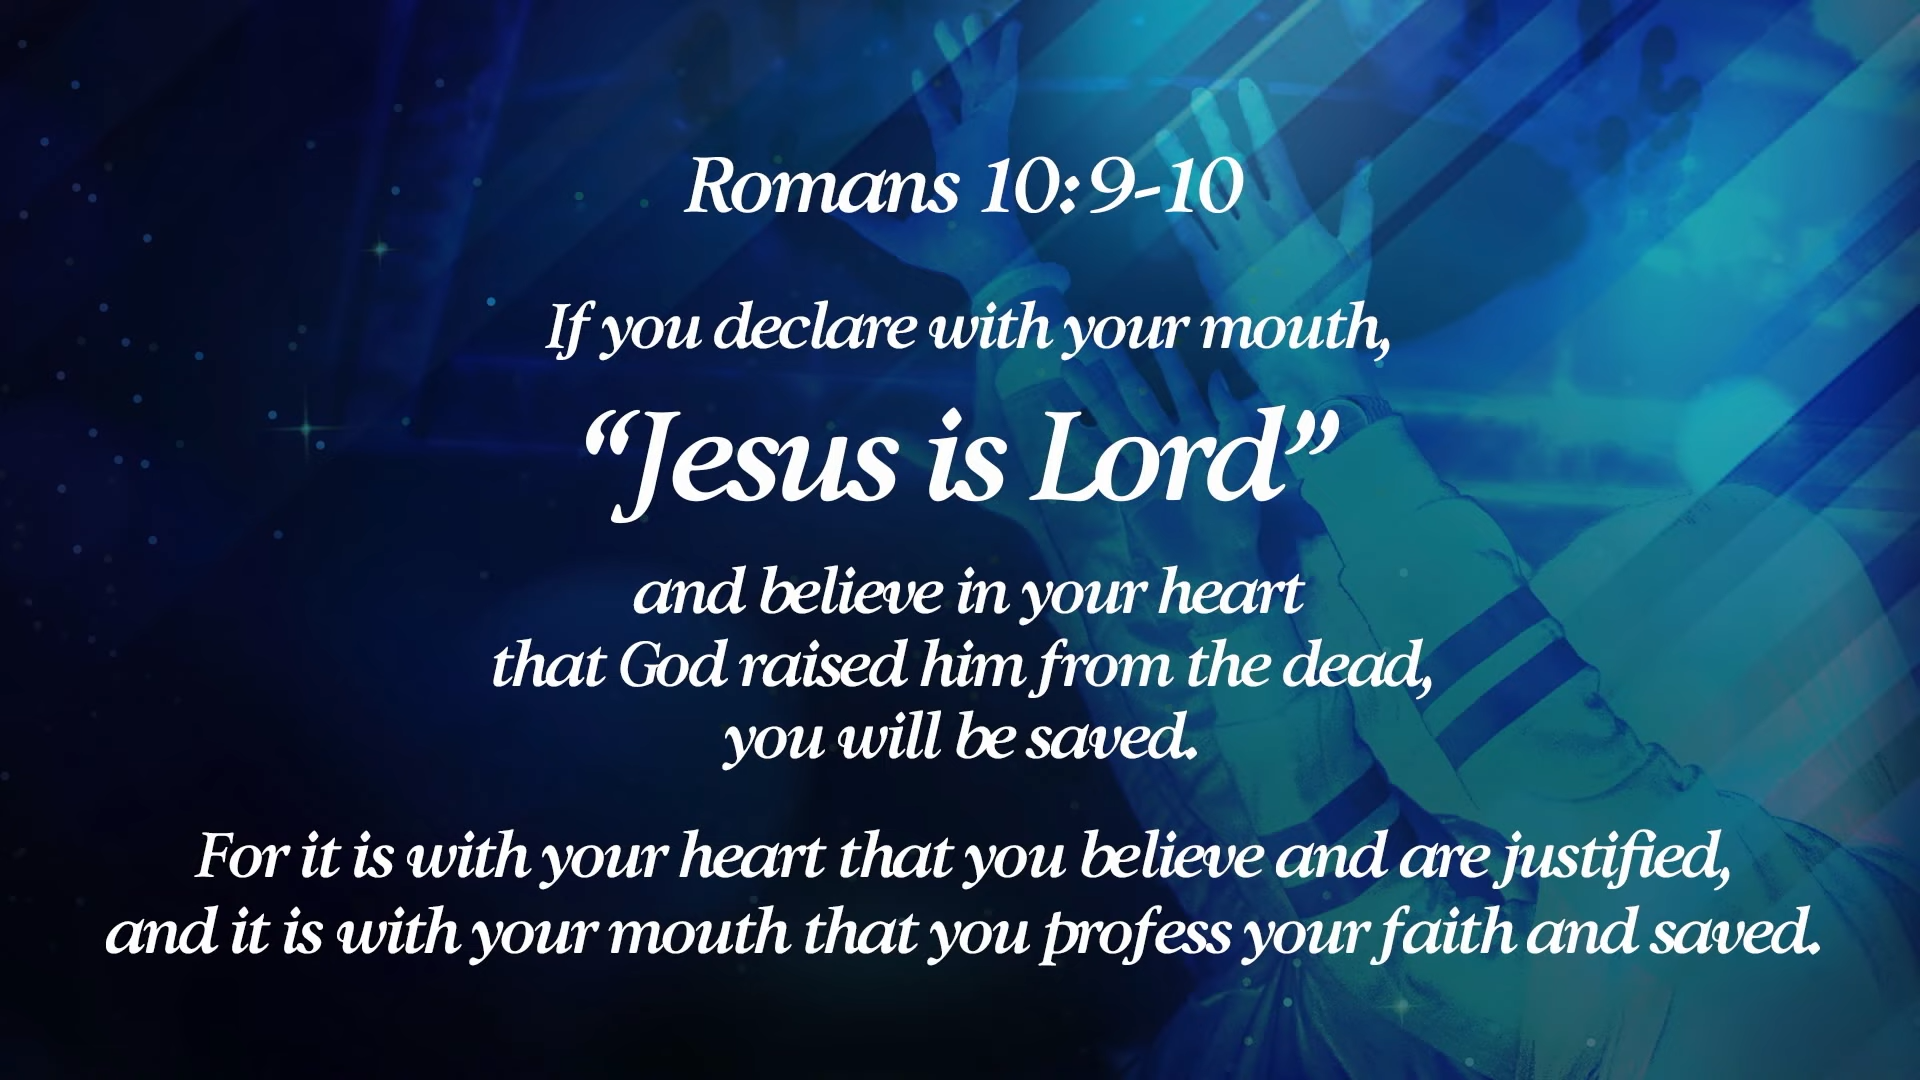 Romans 10:9-10
If you declare with your mouth,
“Jesus is Lord”
and believe in your heart
that God raised him from the dead,
you will be saved.
For it is with your heart that you believe and are justified,
and it is with your mouth that you profess your faith and saved.